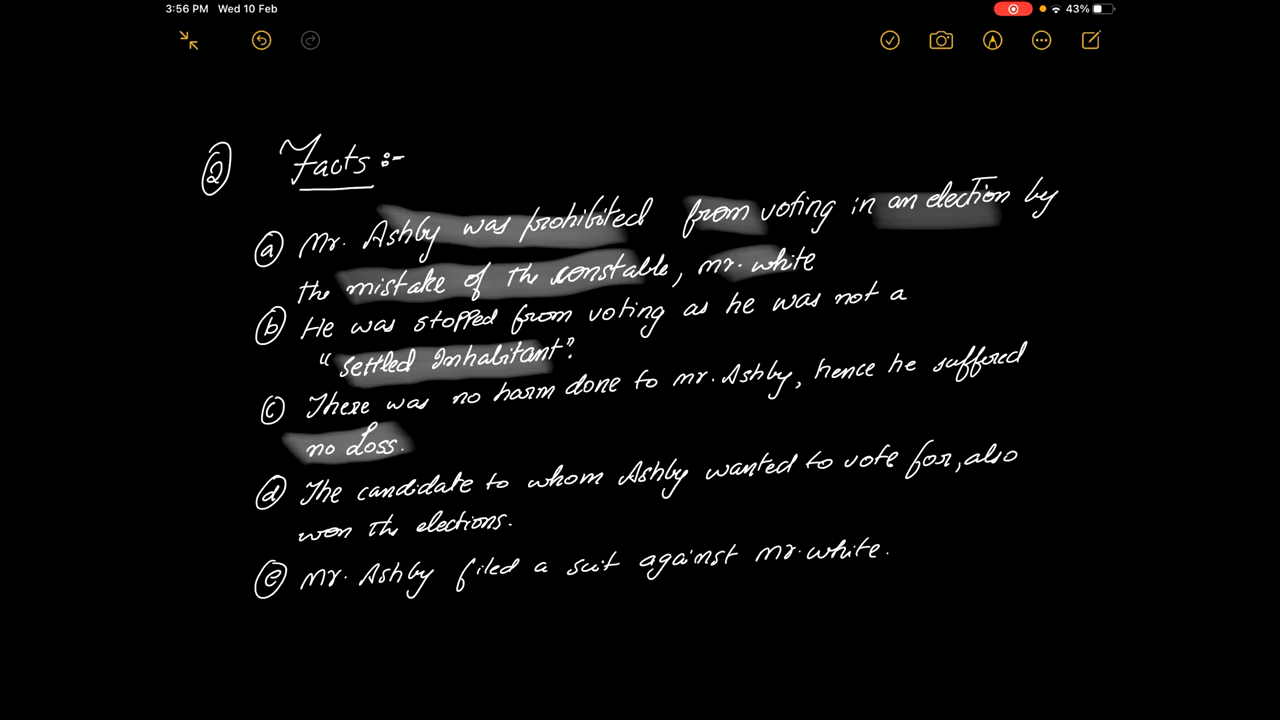 3:56 PM Wed 10 Feb 43%
② Facts :-
ⓐ Mr. Ashby was prohibited from voting in an election by
the mistake of the constable, mr. white
ⓑ He was stopped from voting as he was not a
"settled Inhabitant".
ⓒ There was no harm done to mr. Ashby, hence he suffered
no Loss.
ⓓ The candidate to whom Ashby wanted to vote for, also
won the elections.
ⓔ Mr. Ashby filed a suit against mr. white.